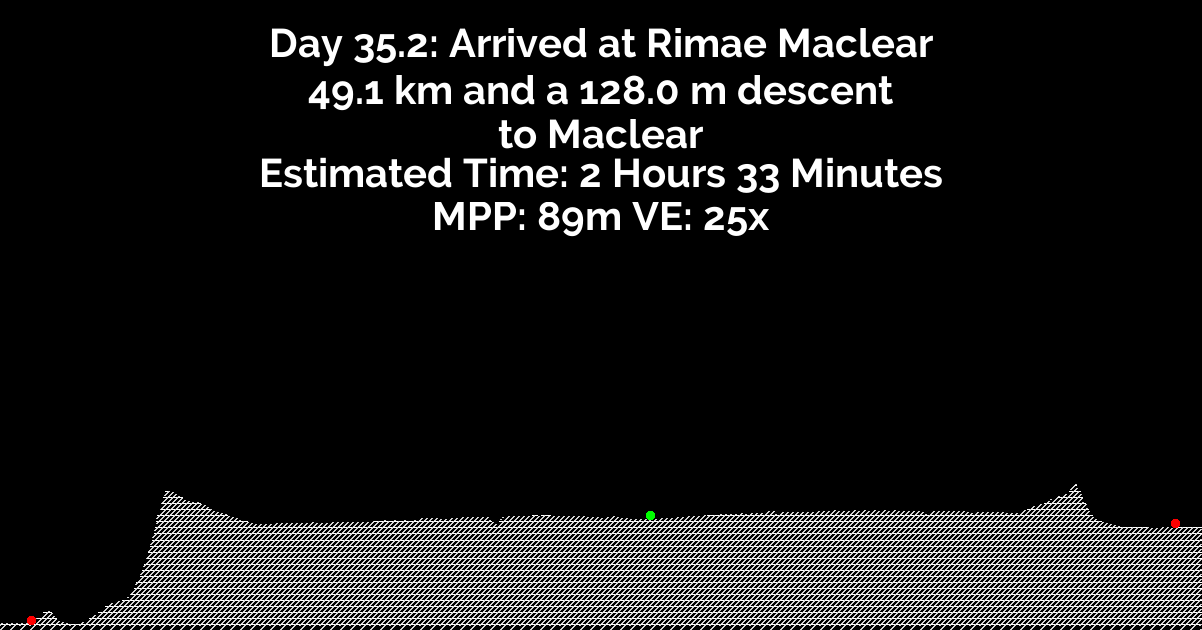 Day 35.2: Arrived at Rimae Maclear
49.1 km and a 128.0 m descent
to Maclear
Estimated Time: 2 Hours 33 Minutes
MPP: 89m VE: 25x